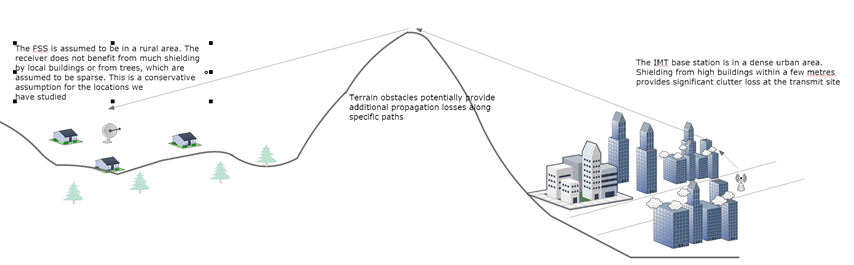 The FSS is assumed to be in a rural area. The
receiver does not benefit from much shielding
by local buildings or from trees, which are
assumed to be sparse. This is a conservative
assumption for the locations we
have studied
Terrain obstacles potentially provide
additional propagation losses along
specific paths
The IMT base station is in a dense urban area.
Shielding from high buildings within a few metres
provides significant clutter loss at the transmit site